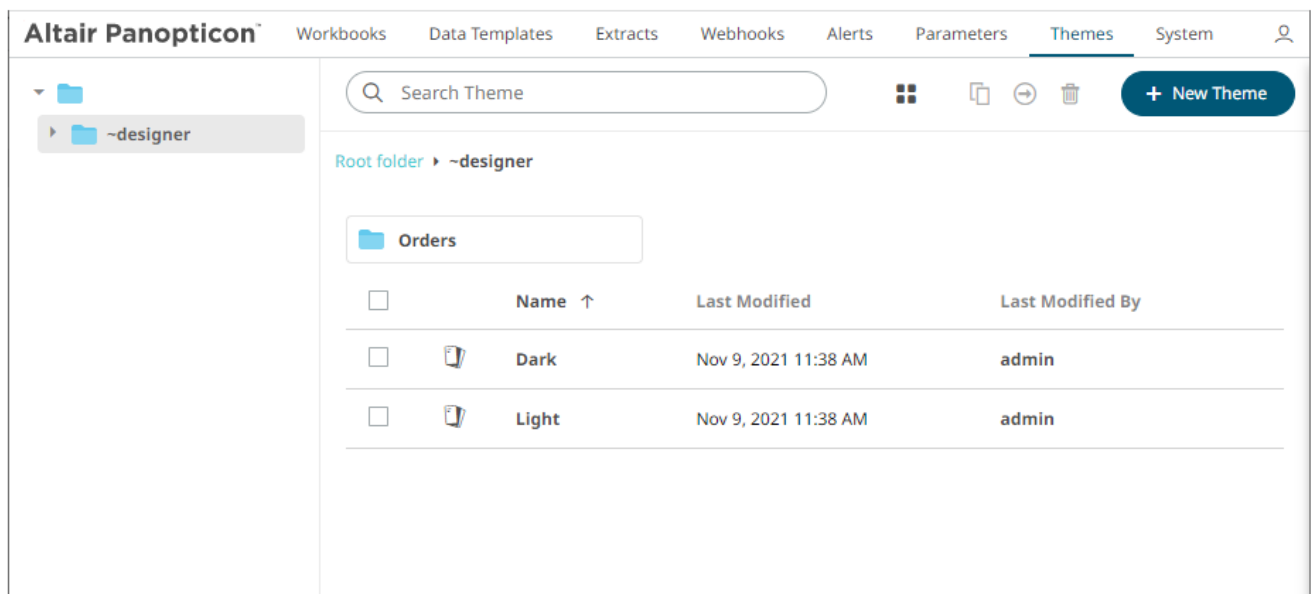 Altair Panopticon™ Workbooks Data Templates Extracts Webhooks Alerts Parameters Themes System
Search Theme + New Theme
~designer
Root folder ~designer
Orders
Name ↑ Last Modified Last Modified By
Dark Nov 9, 2021 11:38 AM admin
Light Nov 9, 2021 11:38 AM admin